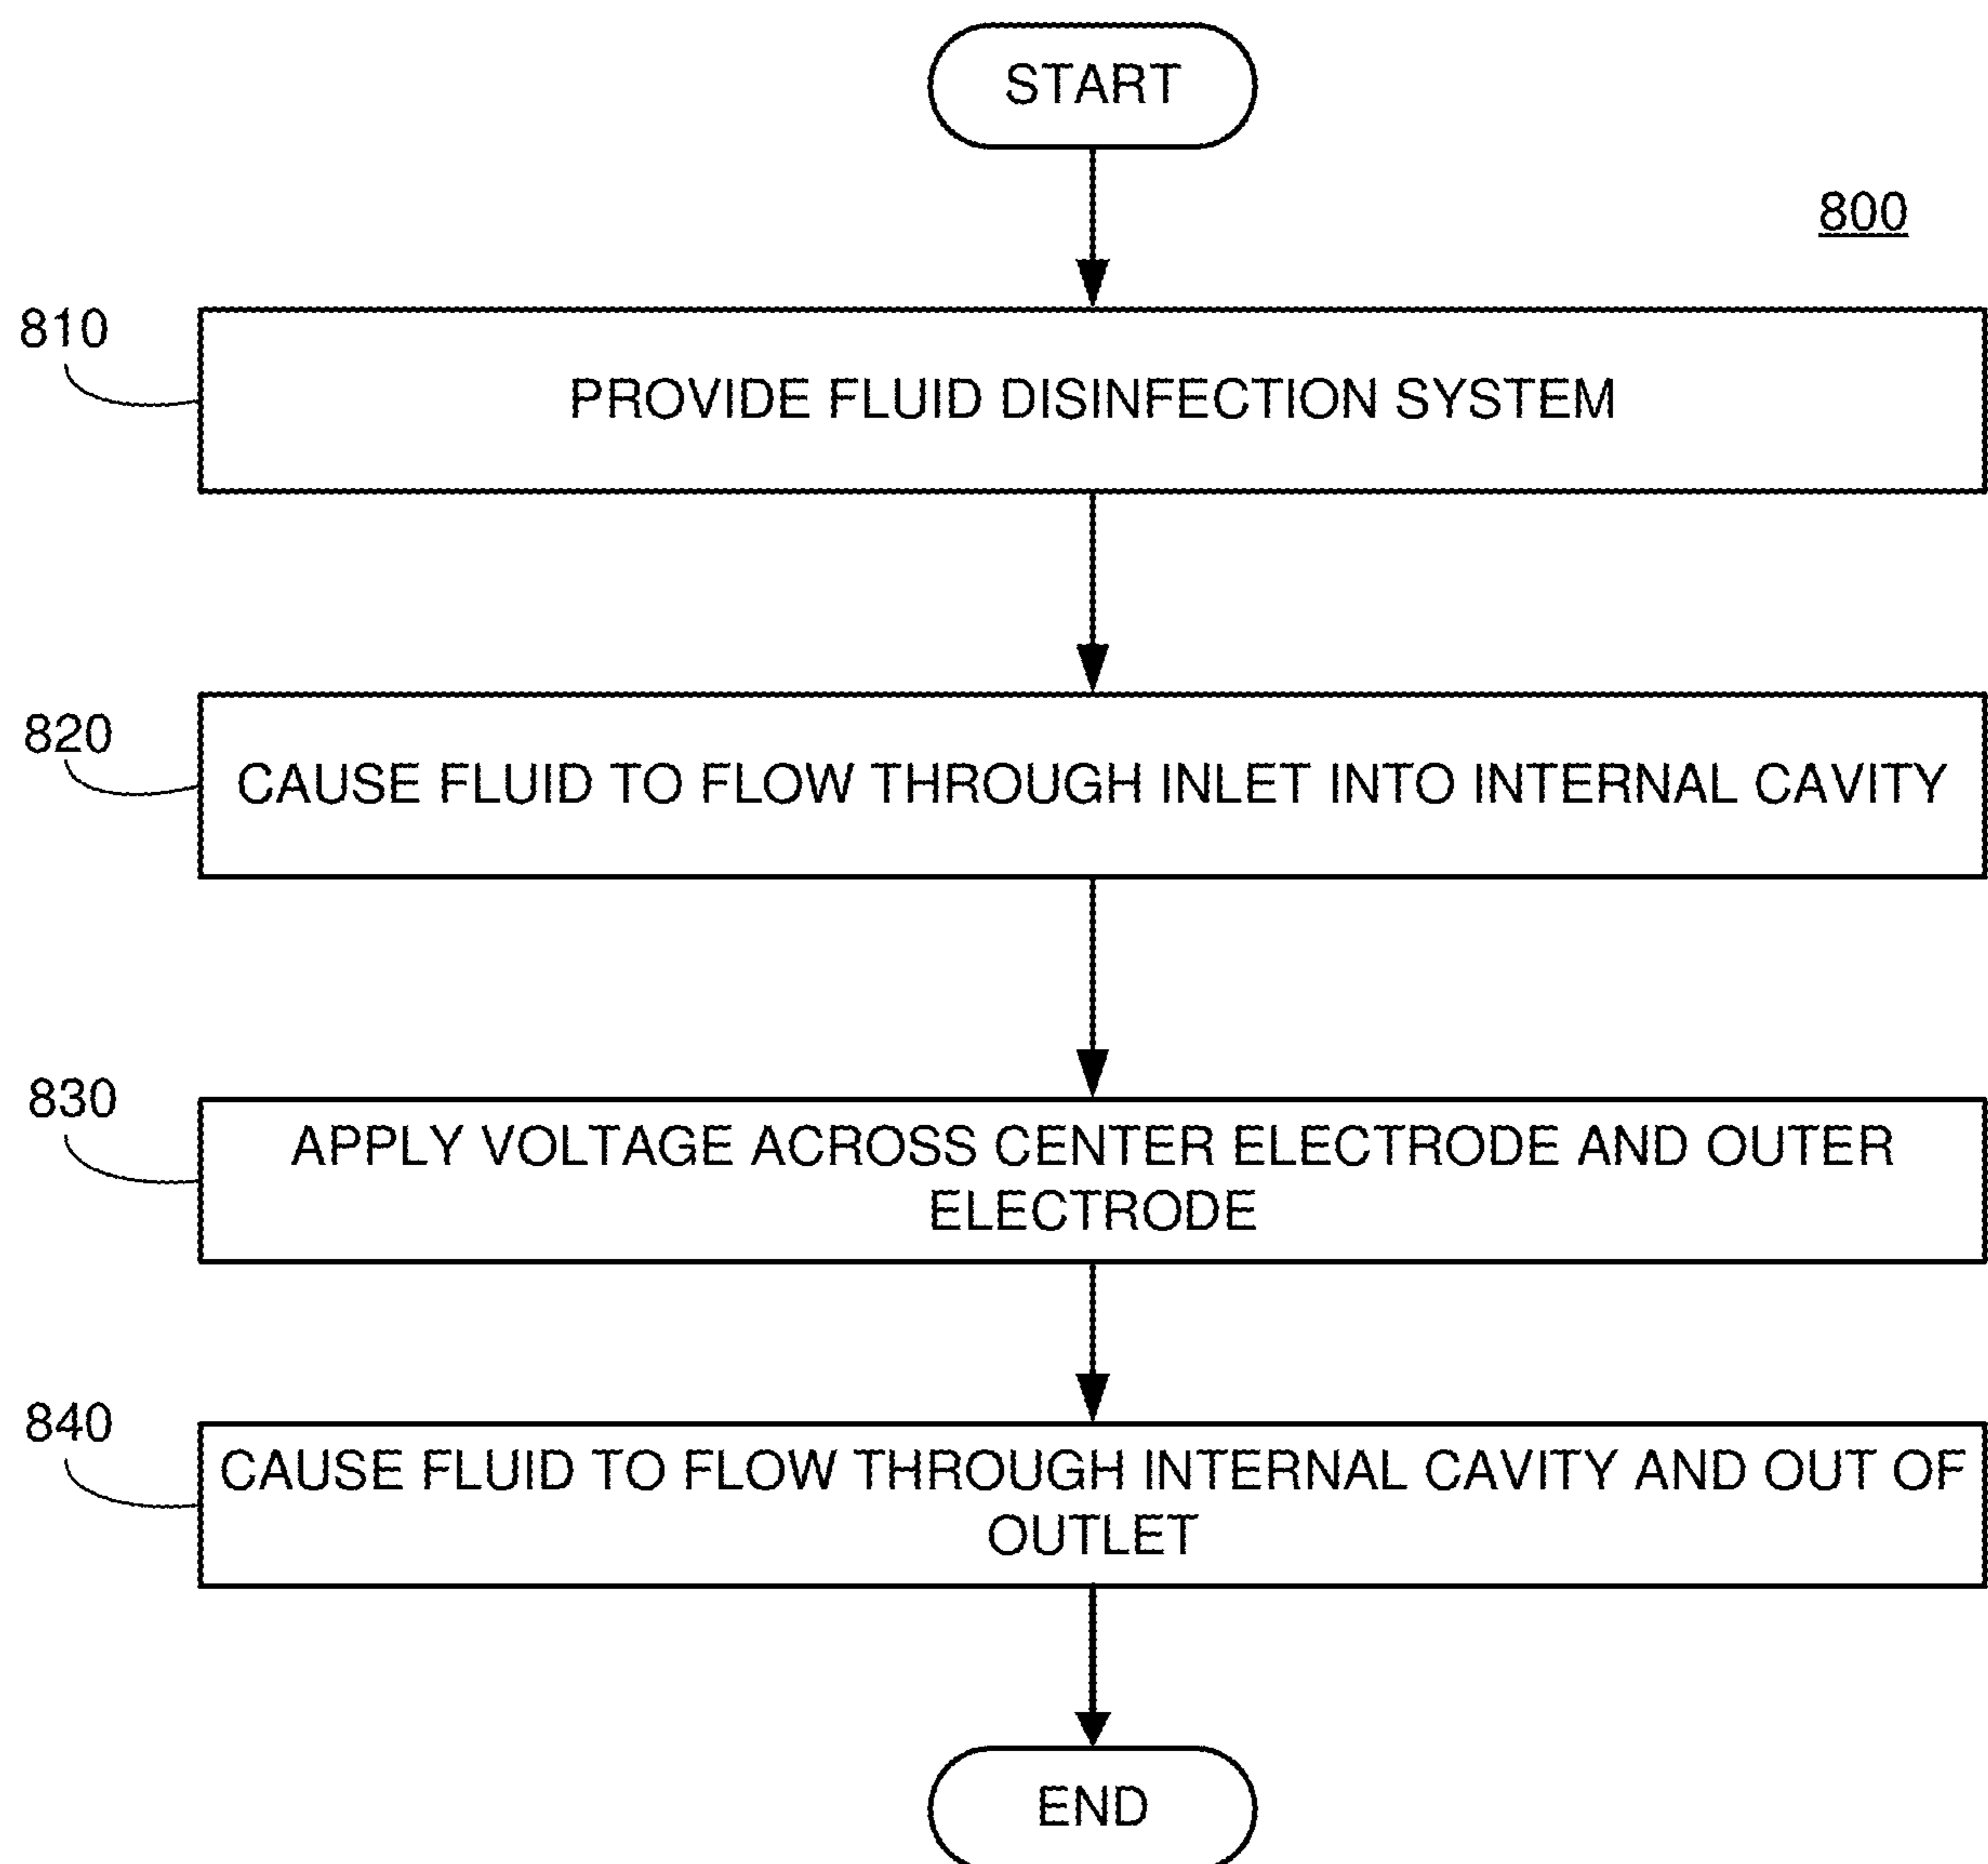 START
800
810
PROVIDE FLUID DISINFECTION SYSTEM
820
CAUSE FLUID TO FLOW THROUGH INLET INTO INTERNAL CAVITY
830
APPLY VOLTAGE ACROSS CENTER ELECTRODE AND OUTER
ELECTRODE
840
CAUSE FLUID TO FLOW THROUGH INTERNAL CAVITY AND OUT OF
OUTLET
END